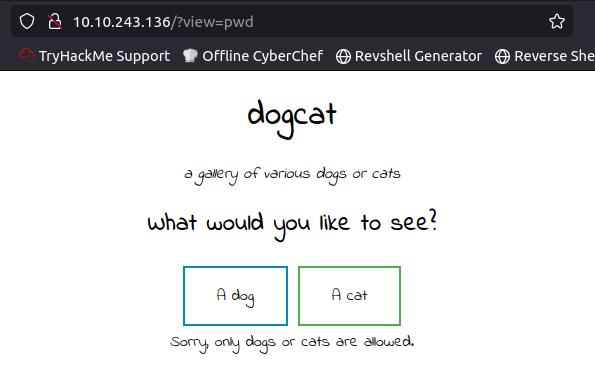 10.10.243.136/?view=pwd
TryHackMe Support Offline CyberChef Revshell Generator Reverse She
dogcat
a gallery of various dogs or cats
What would you like to see?
A dog A cat
Sorry, only dogs or cats are allowed.